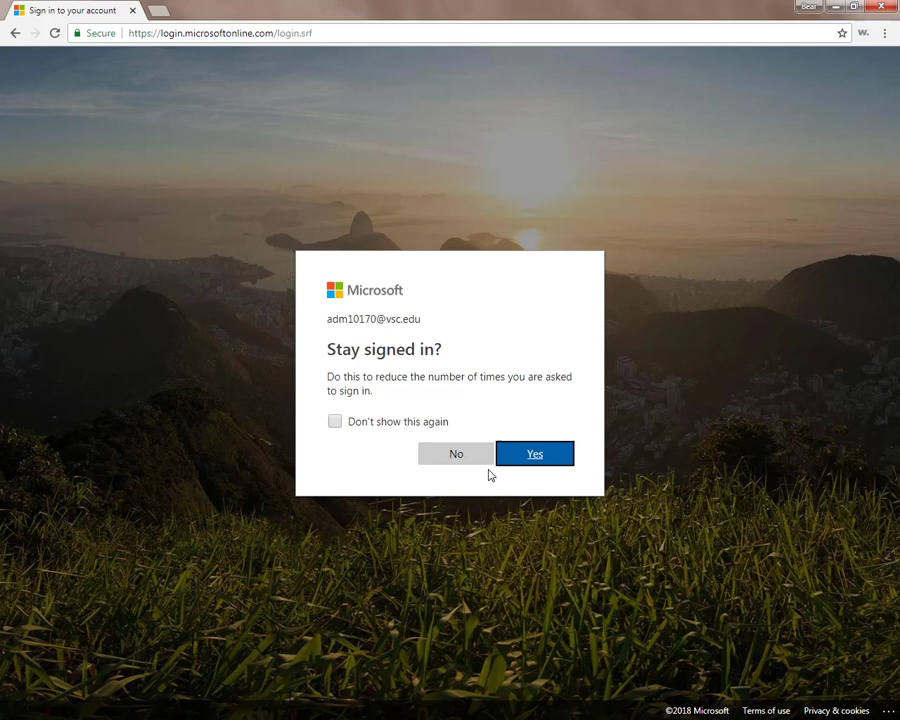 Sign in to your account
Bear
Secure
https://login.microsoftonline.com/login.srf
W.
Microsoft
adm10170@vsc.edu
Stay signed in?
Do this to reduce the number of times you are asked
to sign in.
Don't show this again
No
Yes
©2018 Microsoft
Terms of use
Privacy & cookies